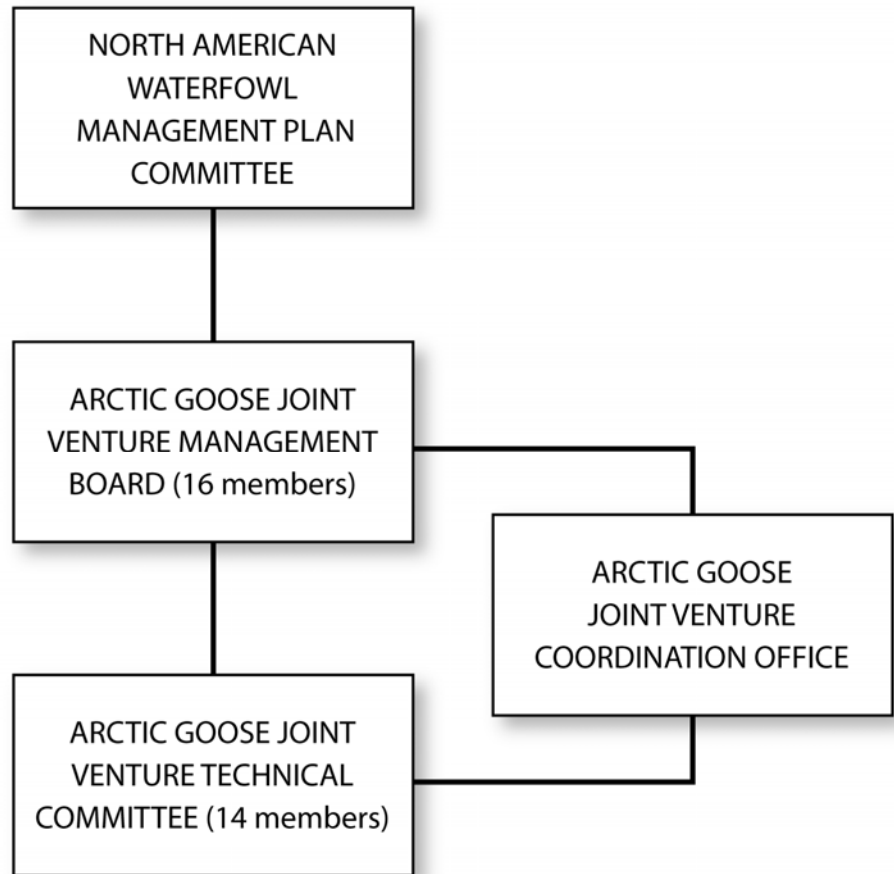 NORTH AMERICAN
WATERFOWL
MANAGEMENT PLAN
COMMITTEE
ARCTIC GOOSE JOINT
VENTURE MANAGEMENT
BOARD (16 members)
ARCTIC GOOSE
JOINT VENTURE
COORDINATION OFFICE
ARCTIC GOOSE JOINT
VENTURE TECHNICAL
COMMITTEE (14 members)